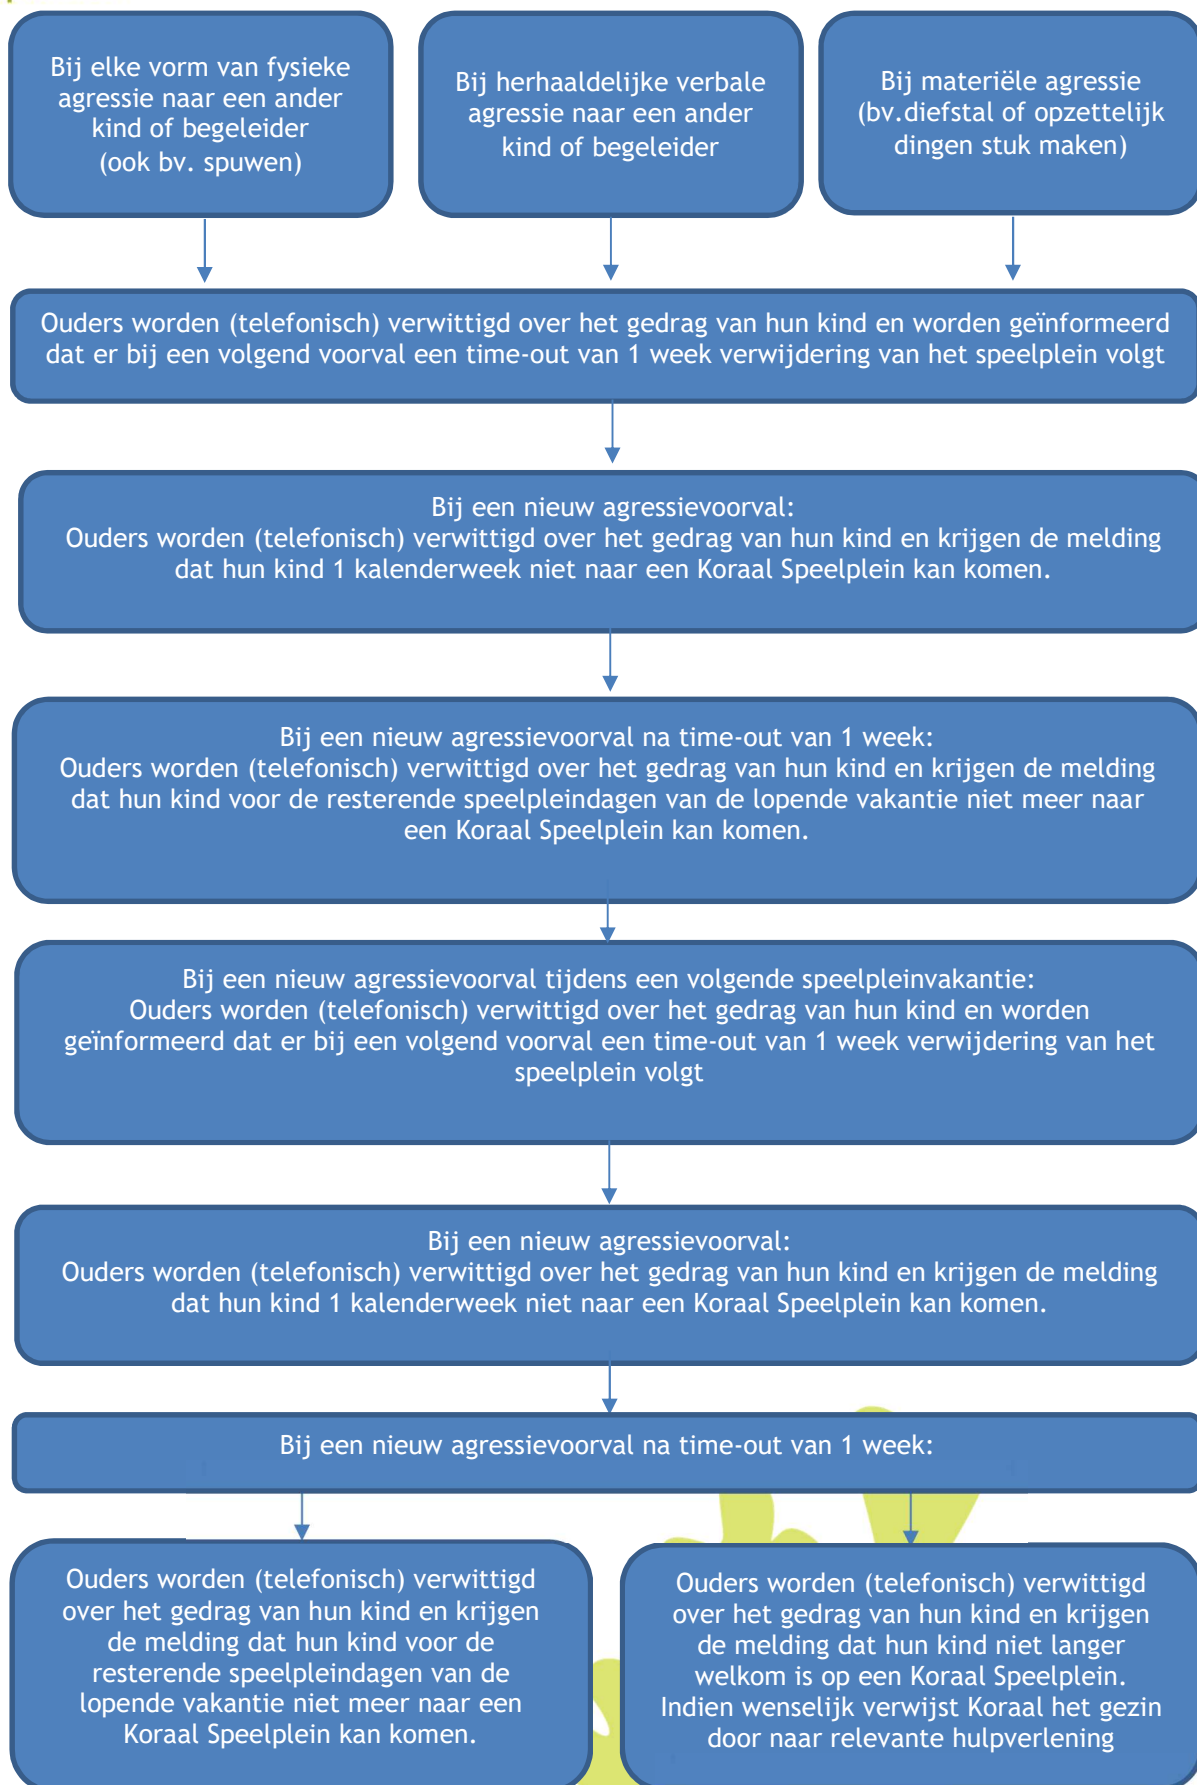 Bij elke vorm van fysieke
agressie naar een ander
kind of begeleider
(ook bv. spuwen)
Bij herhaaldelijke verbale
agressie naar een ander
kind of begeleider
Bij materiële agressie
(bv.diefstal of opzettelijk
dingen stuk maken)
Ouders worden (telefonisch) verwittigd over het gedrag van hun kind en worden geïnformeerd
dat er bij een volgend voorval een time-out van 1 week verwijdering van het speelplein volgt
Bij een nieuw agressievoorval:
Ouders worden (telefonisch) verwittigd over het gedrag van hun kind en krijgen de melding
dat hun kind 1 kalenderweek niet naar een Koraal Speelplein kan komen.
Bij een nieuw agressievoorval na time-out van 1 week:
Ouders worden (telefonisch) verwittigd over het gedrag van hun kind en krijgen de melding
dat hun kind voor de resterende speelpleindagen van de lopende vakantie niet meer naar
een Koraal Speelplein kan komen.
Bij een nieuw agressievoorval tijdens een volgende speelpleinvakantie:
Ouders worden (telefonisch) verwittigd over het gedrag van hun kind en worden
geïnformeerd dat er bij een volgend voorval een time-out van 1 week verwijdering van het
speelplein volgt
Bij een nieuw agressievoorval:
Ouders worden (telefonisch) verwittigd over het gedrag van hun kind en krijgen de melding
dat hun kind 1 kalenderweek niet naar een Koraal Speelplein kan komen.
Bij een nieuw agressievoorval na time-out van 1 week:
Ouders worden (telefonisch) verwittigd
over het gedrag van hun kind en krijgen
de melding dat hun kind voor de
resterende speelpleindagen van de
lopende vakantie niet meer naar een
Koraal Speelplein kan komen.
Ouders worden (telefonisch) verwittigd
over het gedrag van hun kind en krijgen
de melding dat hun kind niet langer
welkom is op een Koraal Speelplein.
Indien wenselijk verwijst Koraal het gezin
door naar relevante hulpverlening